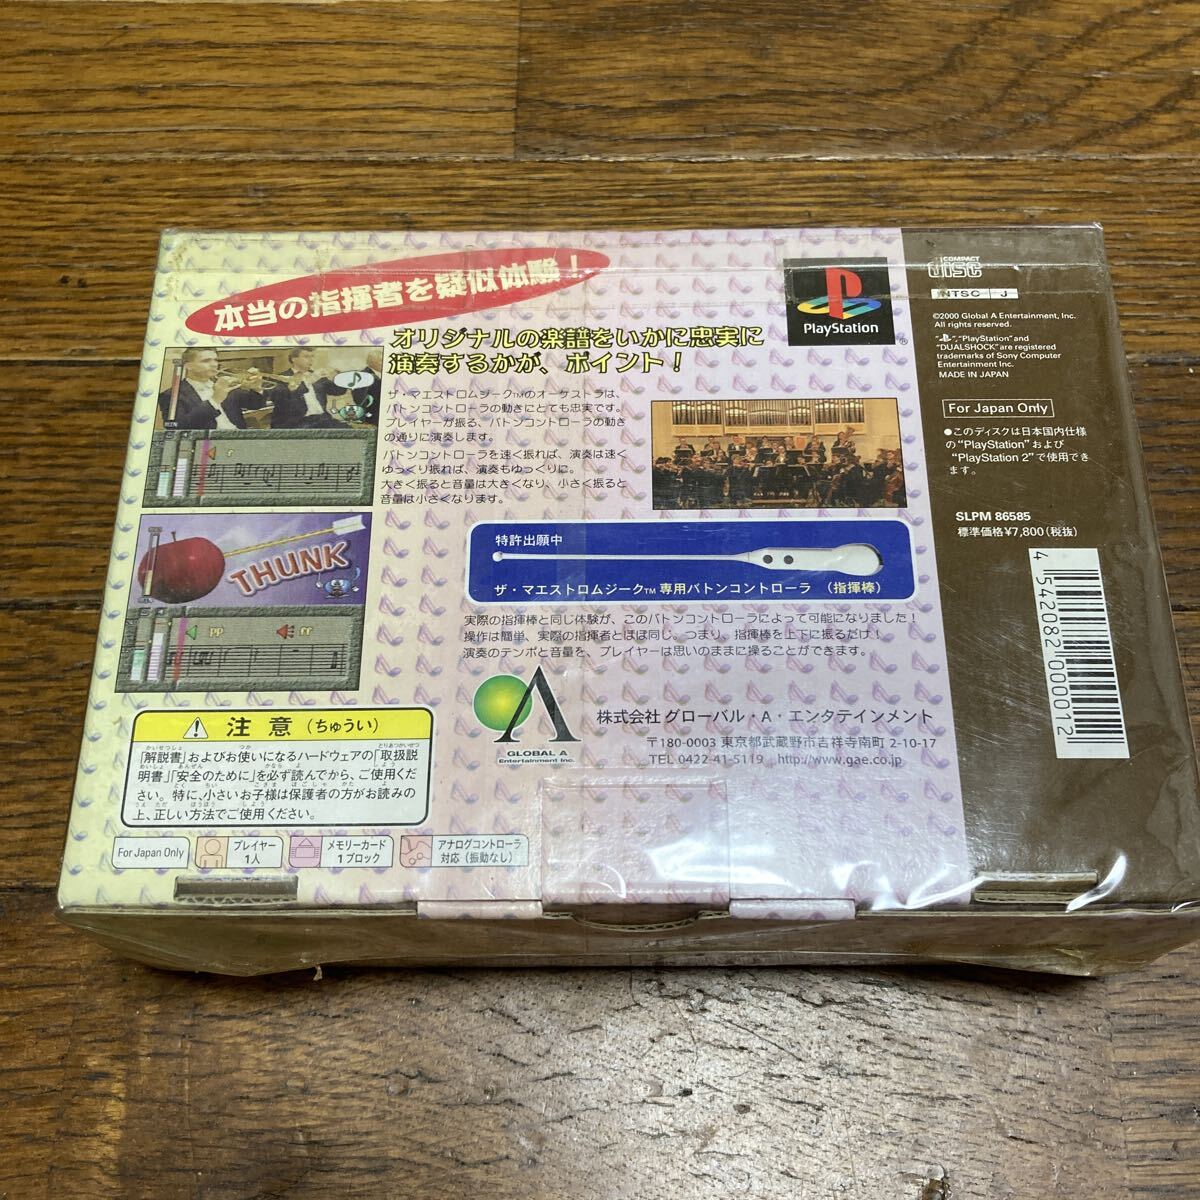 本当の指揮者を疑似体験！
オリジナルの楽譜をいかに忠実に
演奏するかが、ポイント！
ザ・マエストロムジーク™のオーケストラは、
バトンコントローラの動きにとても忠実です。
プレイヤーが振る、バトンコントローラの動き
の通りに演奏します。
バトンコントローラを速く振れば、演奏は速く
ゆっくり振れば、演奏もゆっくりに。
大きく振ると音量は大きくなり、小さく振ると
音量は小さくなります。
THUNK
pp
ff
特許出願中
ザ・マエストロムジーク™専用バトンコントローラ （指揮棒）
実際の指揮棒と同じ体験が、このバトンコントローラによって可能になりました！
操作は簡単、実際の指揮者とほぼ同じ、つまり、指揮棒を上下に振るだけ！
演奏のテンポと音量を、プレイヤーは思いのままに操ることができます。
GLOBAL A
Entertainment Inc.
株式会社 グローバル・A・エンタテインメント
〒180-0003 東京都武蔵野市吉祥寺南町 2-10-17
TEL 0422-41-5119 http://www.gae.co.jp
注意（ちゅうい）
「解説書」およびお使いになるハードウェアの「取扱説
明書」「安全のために」を必ず読んでから、ご使用くだ
さい。特に、小さいお子様は保護者の方がお読みの
上、正しい方法でご使用ください。
For Japan Only
プレイヤー
1人
メモリーカード
1ブロック
アナログコントローラ
対応（振動なし）
PlayStation
®
COMPACT
disc
NTSC J
©2000 Global A Entertainment, Inc.
All rights reserved.
"PS", "PlayStation" and
"DUALSHOCK" are registered
trademarks of Sony Computer
Entertainment Inc.
MADE IN JAPAN
For Japan Only
●このディスクは日本国内仕様
の"PlayStation"および
"PlayStation 2"で使用でき
ます。
SLPM 86585
標準価格¥7,800（税抜）
4 542082 000012